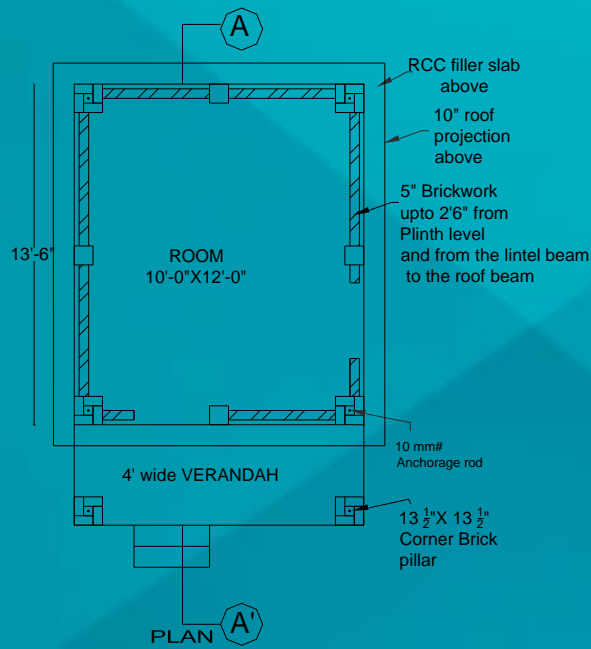 A
RCC filler slab
above
10" roof
projection
above
5" Brickwork
upto 2'6" from
Plinth level
and from the lintel beam
to the roof beam
13'-6"
ROOM
10'-0"X12'-0"
10 mm#
Anchorage rod
4' wide VERANDAH
13 1/2"X 13 1/2"
Corner Brick
pillar
PLAN
A'